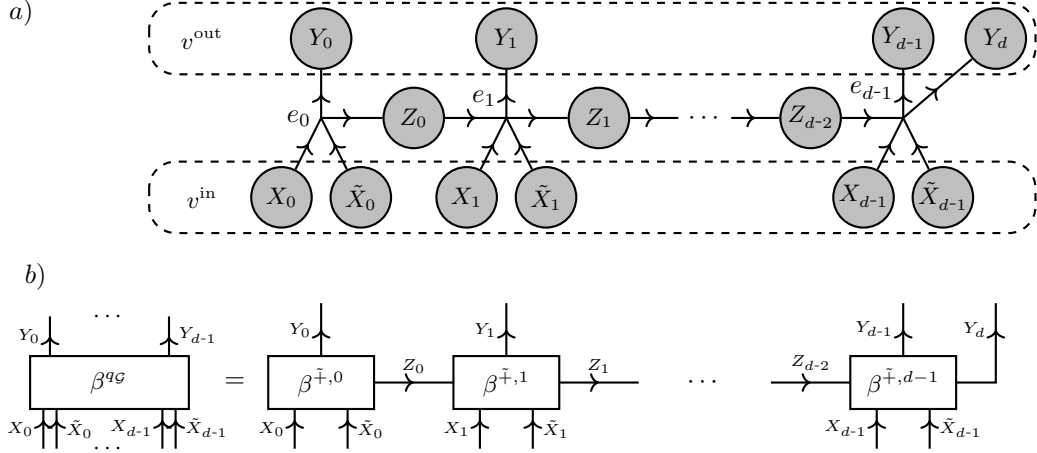 a)
v^out Y_0 Y_1 Y_{d-1} Y_d
e_0 Z_0 e_1 Z_1 ··· Z_{d-2} e_{d-1}
v^in X_0 X̃_0 X_1 X̃_1 X_{d-1} X̃_{d-1}
b)
Y_0 ··· Y_{d-1} Y_0 Y_1 Y_{d-1} Y_d
β^{q𝒢} = β^{+̃,0} Z_0 β^{+̃,1} Z_1 ··· Z_{d-2} β^{+̃,d−1}
X_0 X̃_0 ··· X_{d-1} X̃_{d-1} X_0 X̃_0 X_1 X̃_1 X_{d-1} X̃_{d-1}